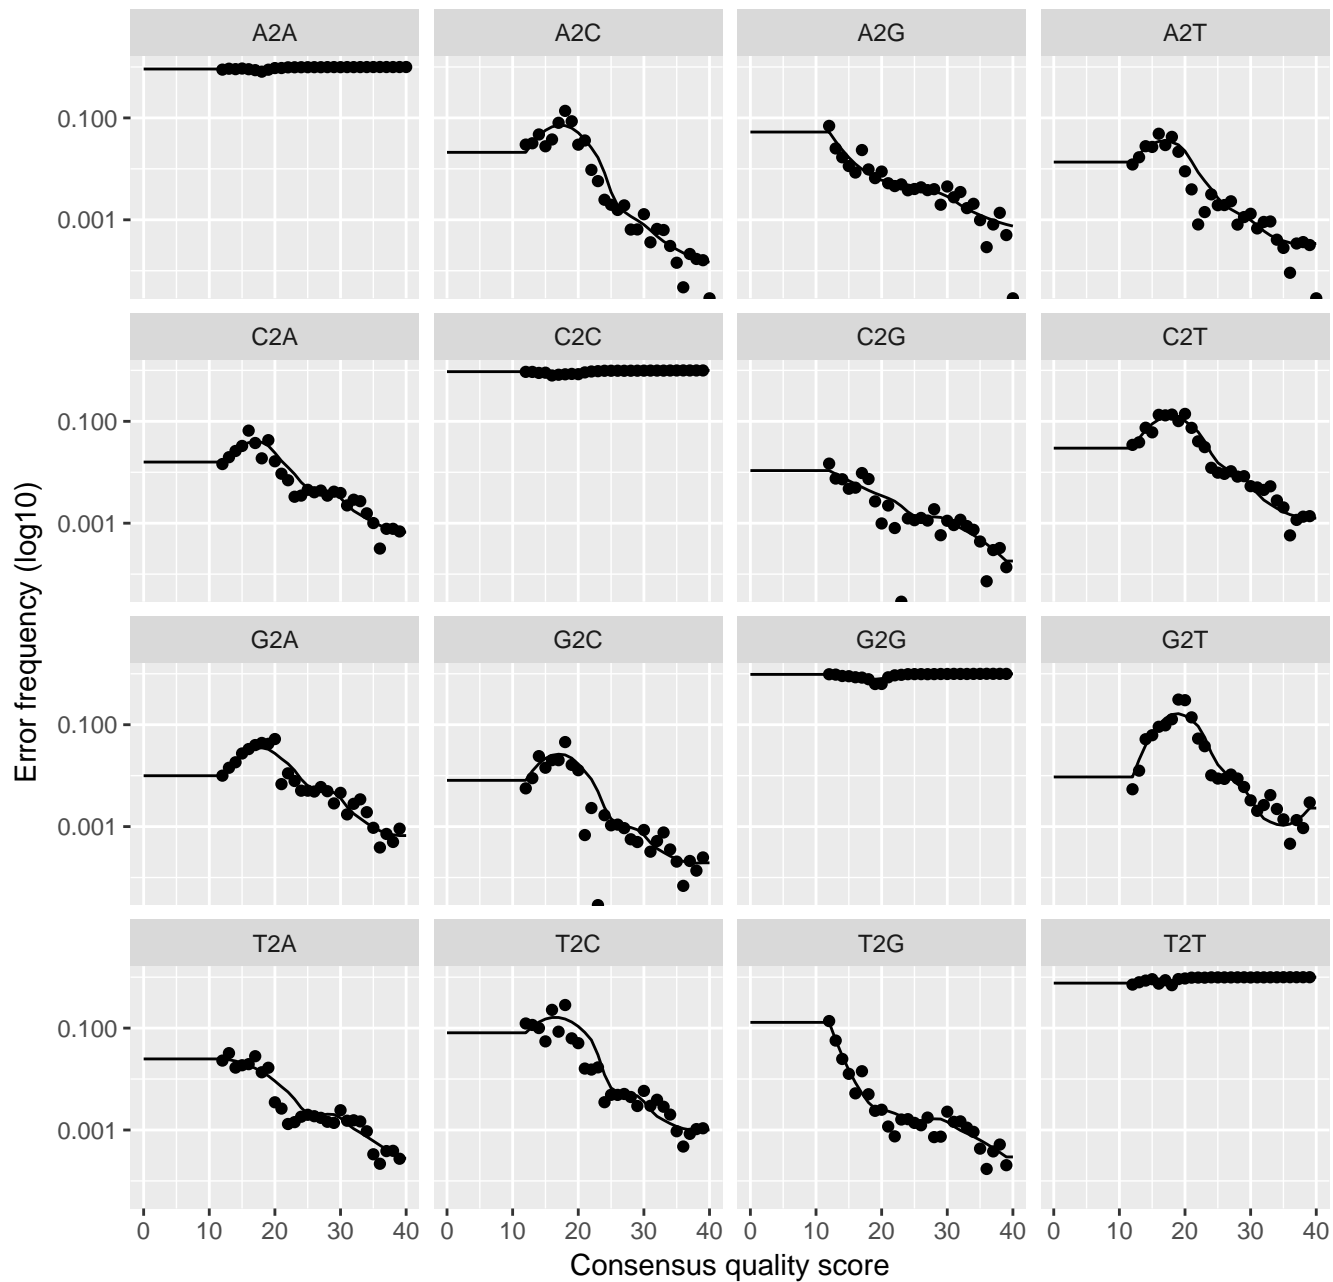 A2A A2C A2G A2T
0.100
0.001
C2A C2C C2G C2T
0.100
0.001
Error frequency (log10)
G2A G2C G2G G2T
0.100
0.001
T2A T2C T2G T2T
0.100
0.001
0 10 20 30 40 0 10 20 30 40 0 10 20 30 40 0 10 20 30 40
Consensus quality score